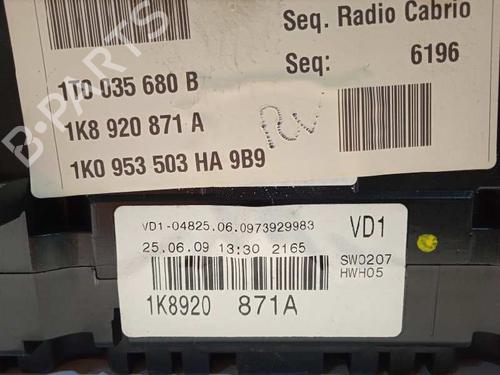 Seq. Radio Cabrio
Seq: 6196
1T0 035 680 B
1K8 920 871 A
1K0 953 503 HA 9B9
B-PARTS
VD1-04825.06.0973929983
25.06.09 13:30 2165
VD1
SW0207
HWH05
1K8920 871A